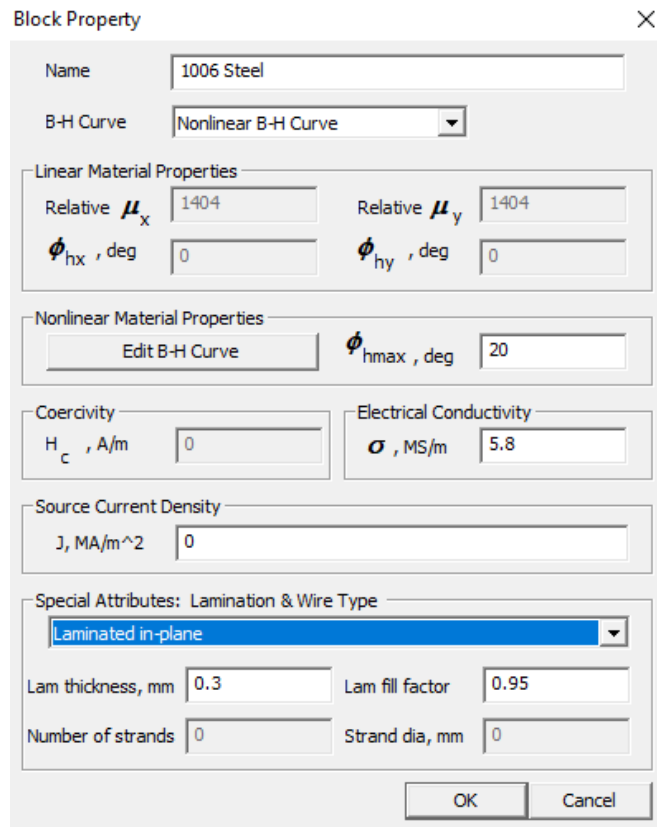 Block Property
Name 1006 Steel
B-H Curve Nonlinear B-H Curve
Linear Material Properties
Relative μx 1404 Relative μy 1404
ϕhx , deg 0 ϕhy , deg 0
Nonlinear Material Properties
Edit B-H Curve ϕhmax , deg 20
Coercivity Electrical Conductivity
Hc , A/m 0 σ , MS/m 5.8
Source Current Density
J, MA/m^2 0
Special Attributes: Lamination & Wire Type
Laminated in-plane
Lam thickness, mm 0.3 Lam fill factor 0.95
Number of strands 0 Strand dia, mm 0
OK Cancel